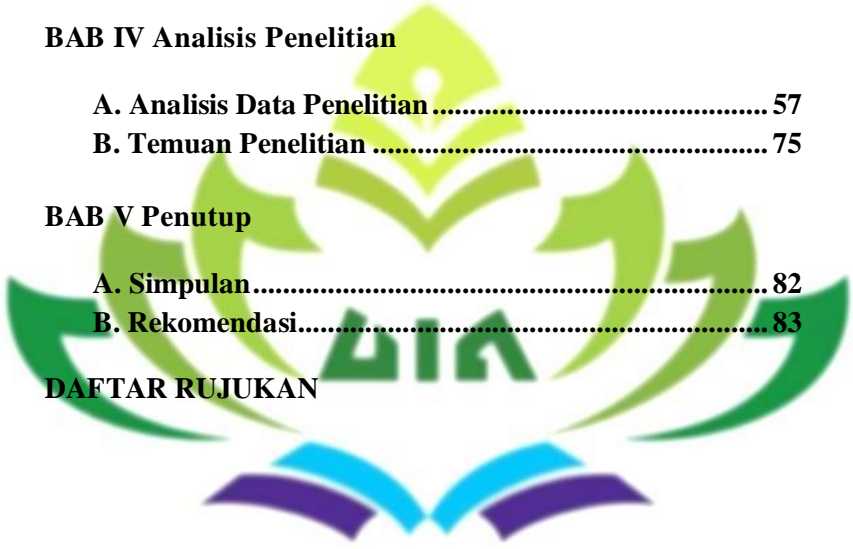 BAB IV Analisis Penelitian
A. Analisis Data Penelitian ............................................. 57
B. Temuan Penelitian ..................................................... 75
BAB V Penutup
A. Simpulan..................................................................... 82
B. Rekomendasi............................................................... 83
UIN
DAFTAR RUJUKAN